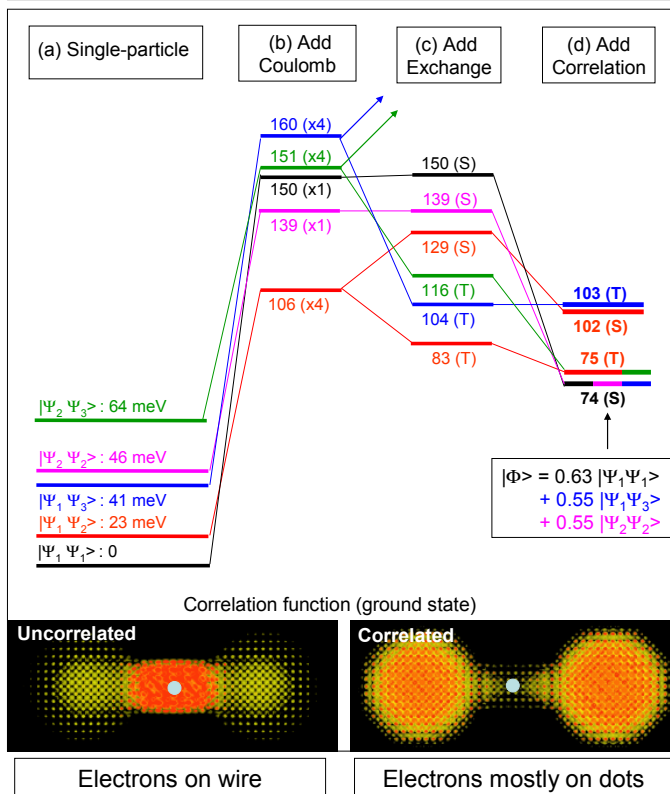 (a) Single-particle
(b) Add
Coulomb
(c) Add
Exchange
(d) Add
Correlation
160 (x4)
151 (x4)
150 (x1)
139 (x1)
106 (x4)
150 (S)
139 (S)
129 (S)
116 (T)
104 (T)
83 (T)
103 (T)
102 (S)
75 (T)
74 (S)
|Ψ₂ Ψ₃> : 64 meV
|Ψ₂ Ψ₂> : 46 meV
|Ψ₁ Ψ₃> : 41 meV
|Ψ₁ Ψ₂> : 23 meV
|Ψ₁ Ψ₁> : 0
|Φ> = 0.63 |Ψ₁Ψ₁>
+ 0.55 |Ψ₁Ψ₃>
+ 0.55 |Ψ₂Ψ₂>
Correlation function (ground state)
Uncorrelated
Correlated
Electrons on wire
Electrons mostly on dots